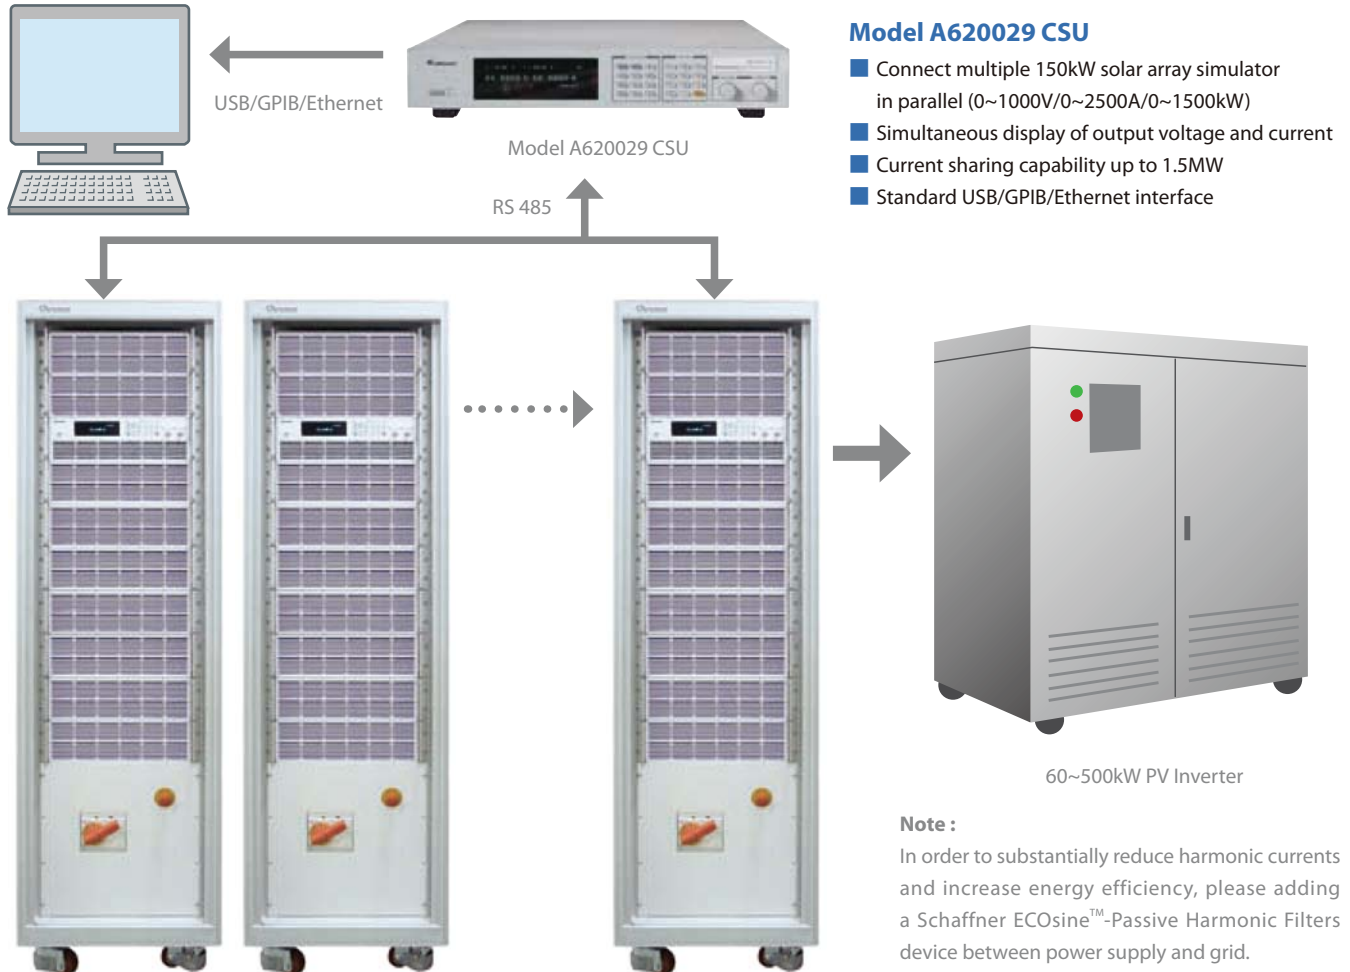 Model A620029 CSU
Connect multiple 150kW solar array simulator
in parallel (0~1000V/0~2500A/0~1500kW)
Simultaneous display of output voltage and current
Current sharing capability up to 1.5MW
Standard USB/GPIB/Ethernet interface
USB/GPIB/Ethernet
Model A620029 CSU
RS 485
60~500kW PV Inverter
Note :
In order to substantially reduce harmonic currents
and increase energy efficiency, please adding
a Schaffner ECOsine™-Passive Harmonic Filters
device between power supply and grid.